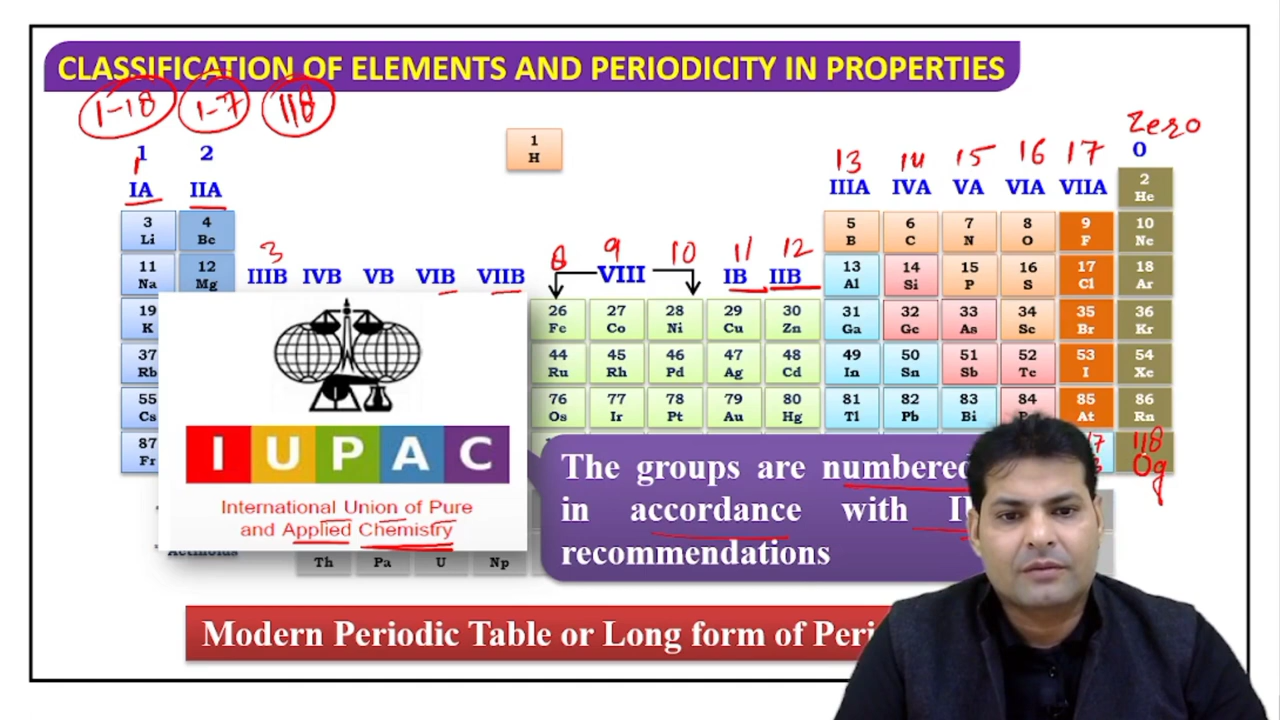 CLASSIFICATION OF ELEMENTS AND PERIODICITY IN PROPERTIES
1-18 1-7 118
Zero
1 2 13 14 15 16 17 0
IA IIA IIIA IVA VA VIA VIIA
1
H
2
He
3 4 5 6 7 8 9 10
Li Be B C N O F Ne
3 8 9 10 11 12
IIIB IVB VB VIB VIIB VIII IB IIB
11 12 13 14 15 16 17 18
Na Mg Al Si P S Cl Ar
19 26 27 28 29 30 31 32 33 34 35 36
K Fe Co Ni Cu Zn Ga Ge As Se Br Kr
37 44 45 46 47 48 49 50 51 52 53 54
Rb Ru Rh Pd Ag Cd In Sn Sb Te I Xe
55 76 77 78 79 80 81 82 83 84 85 86
Cs Os Ir Pt Au Hg Tl Pb Bi At Rn
87 118
Fr Og
IUPAC
International Union of Pure
and Applied Chemistry
The groups are numbered
in accordance with
recommendations
Actinoids
Th Pa U Np
Modern Periodic Table or Long form of